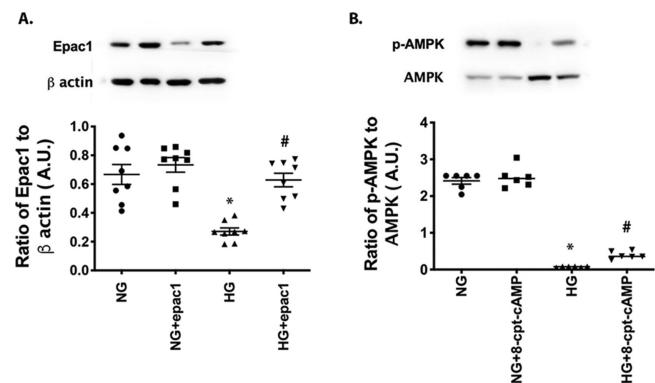 A.
Epac1
β actin
Ratio of Epac1 to
β actin ( A.U.)
1.0
0.8
0.6
0.4
0.2
0.0
*
#
NG
NG+epac1
HG
HG+epac1
B.
p-AMPK
AMPK
Ratio of p-AMPK to
AMPK ( A.U.)
4
3
2
1
0
*
#
NG
NG+8-cpt-cAMP
HG
HG+8-cpt-cAMP